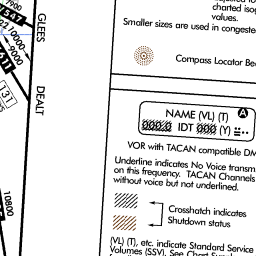 charted iso
values.
Smaller sizes are used in congeste
Compass Locator Bea
GLEES
DEALT
131
10800
NAME (VL) (T)
A
000.0 IDT 000 (Y)
VOR with TACAN compatible DM
Underline indicates No Voice transm
on this frequency. TACAN Channels
without voice but not underlined.
Crosshatch indicates
Shutdown status
(VL) (T), etc. indicate Standard Service
Volumes (SSV). See Chart Su